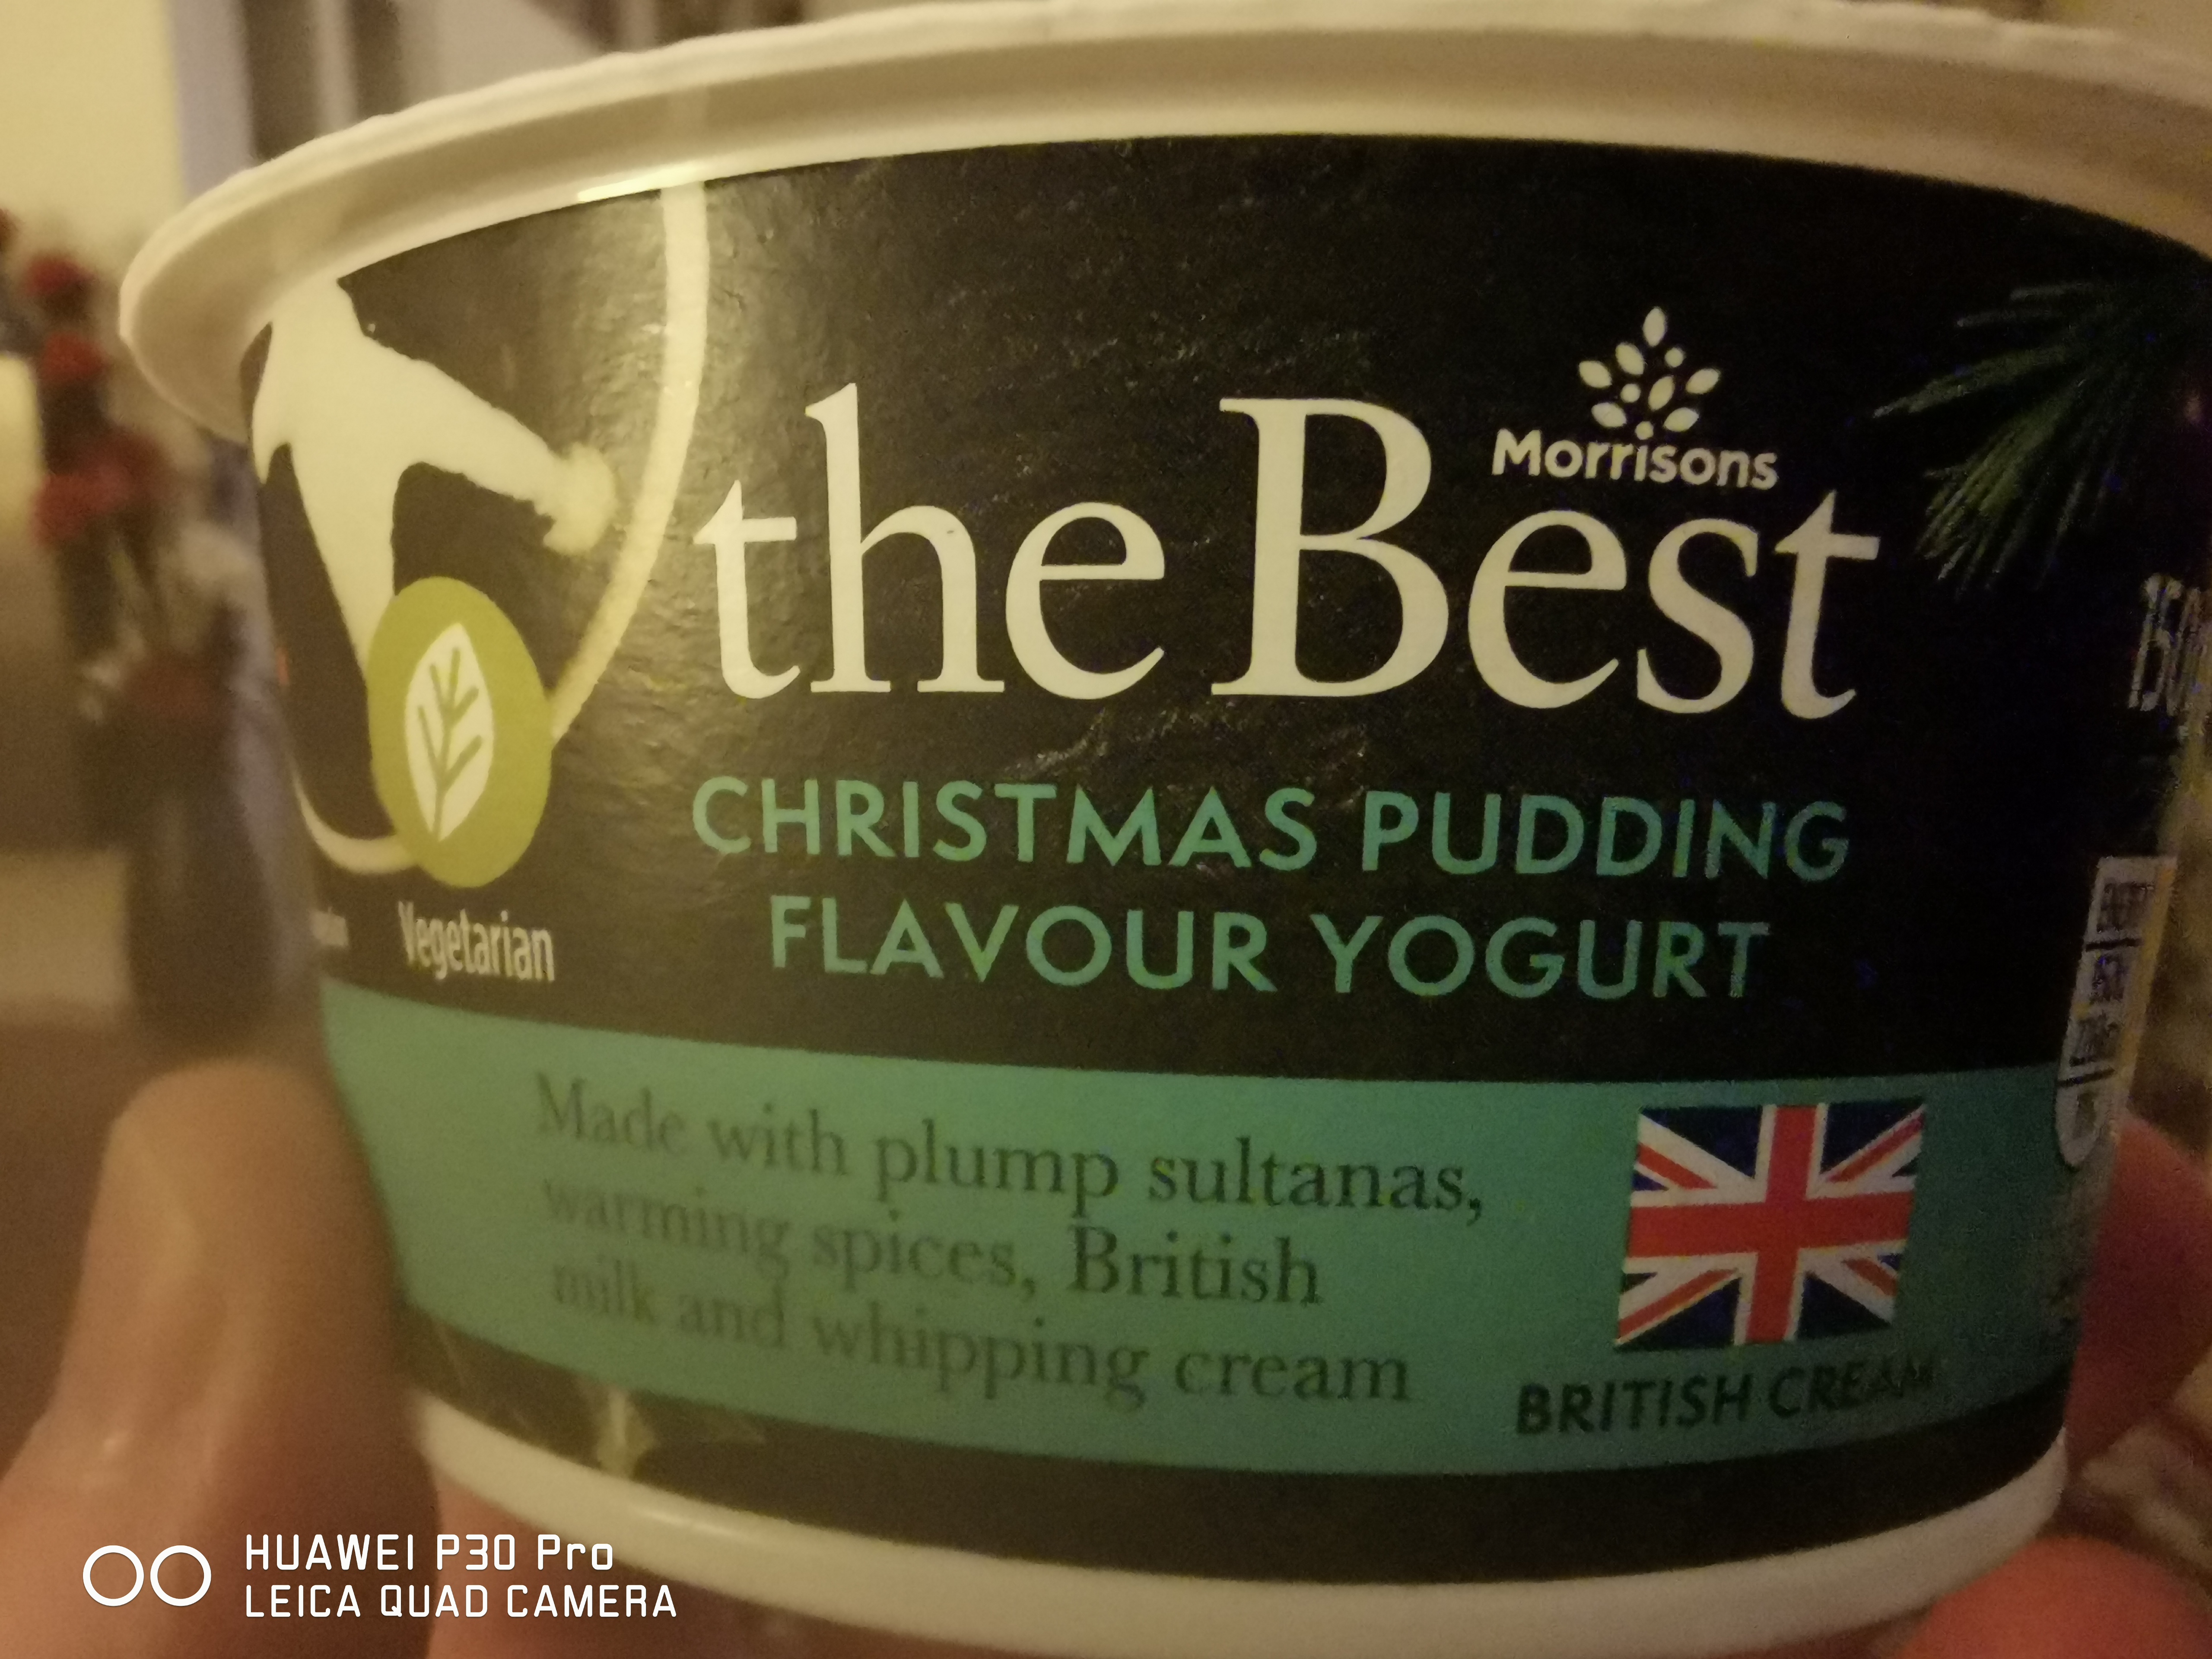 Morrisons
the Best
CHRISTMAS PUDDING
FLAVOUR YOGURT
Vegetarian
Made with plump sultanas,
warming spices, British
milk and whipping cream
BRITISH CREAM
HUAWEI P30 Pro
LEICA QUAD CAMERA